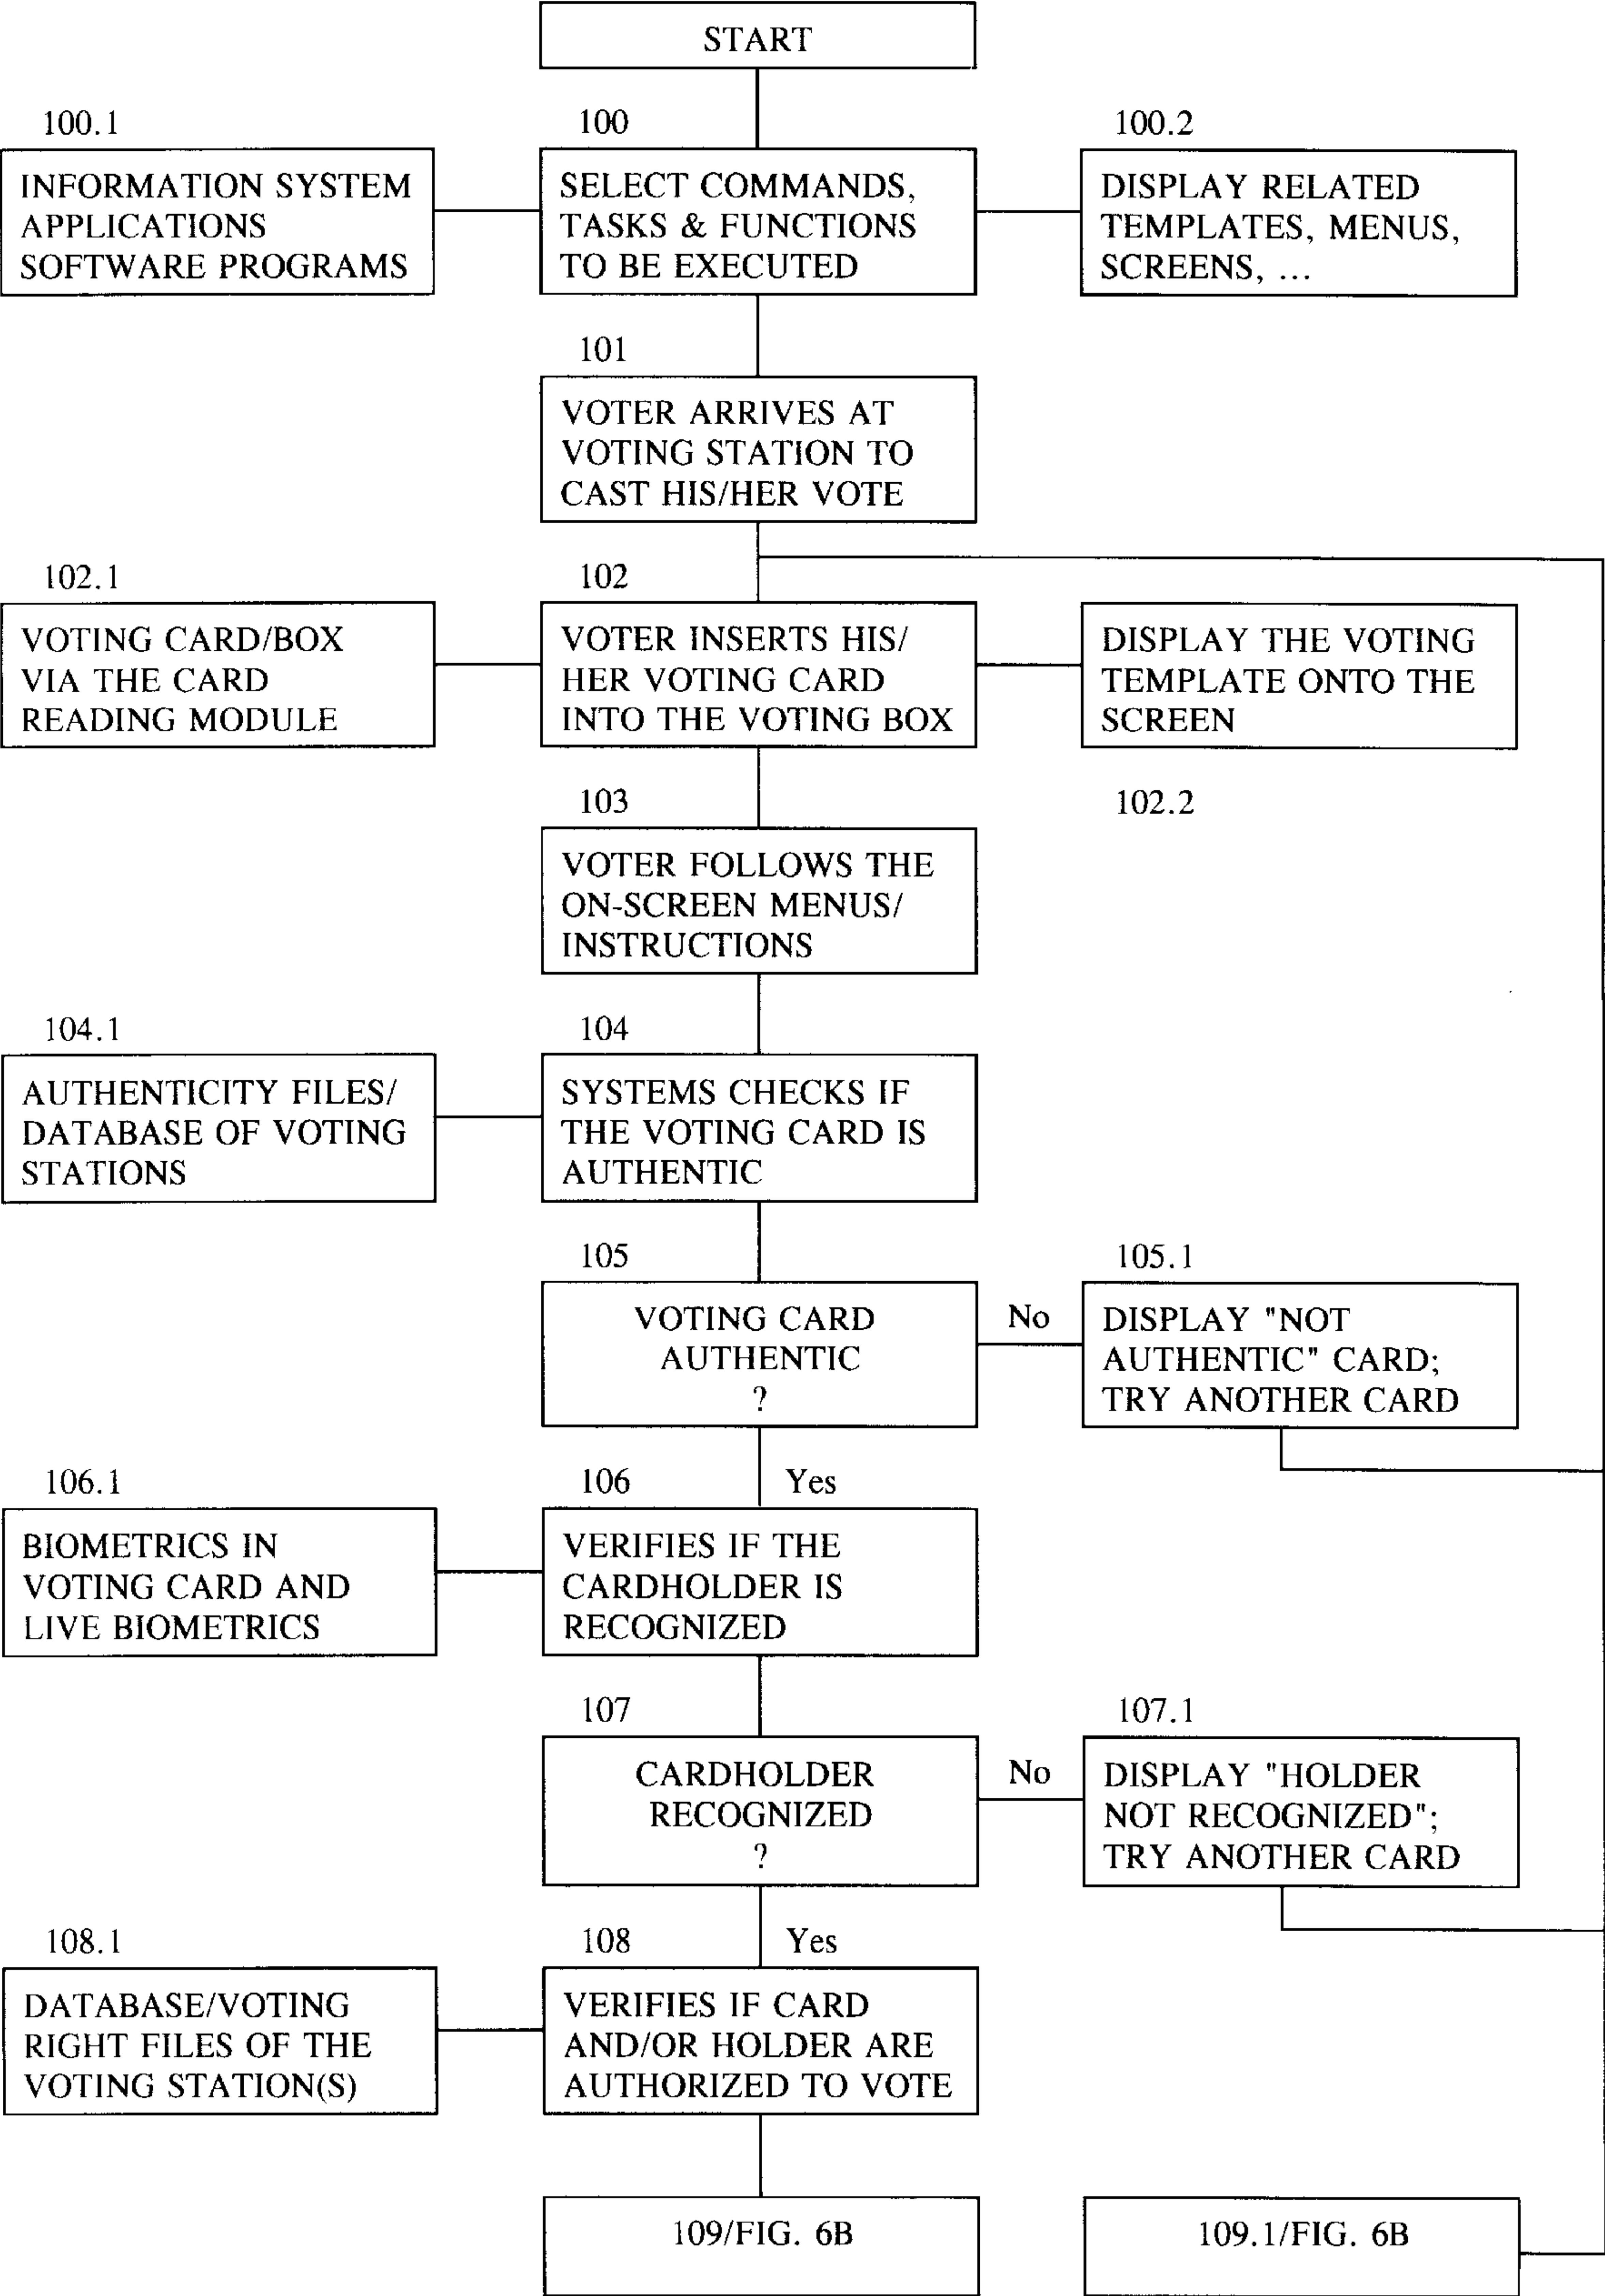 START
100.1
100
100.2
INFORMATION SYSTEM
APPLICATIONS
SOFTWARE PROGRAMS
SELECT COMMANDS,
TASKS & FUNCTIONS
TO BE EXECUTED
DISPLAY RELATED
TEMPLATES, MENUS,
SCREENS, ...
101
VOTER ARRIVES AT
VOTING STATION TO
CAST HIS/HER VOTE
102.1
102
VOTING CARD/BOX
VIA THE CARD
READING MODULE
VOTER INSERTS HIS/
HER VOTING CARD
INTO THE VOTING BOX
DISPLAY THE VOTING
TEMPLATE ONTO THE
SCREEN
103
102.2
VOTER FOLLOWS THE
ON-SCREEN MENUS/
INSTRUCTIONS
104.1
104
AUTHENTICITY FILES/
DATABASE OF VOTING
STATIONS
SYSTEMS CHECKS IF
THE VOTING CARD IS
AUTHENTIC
105
105.1
VOTING CARD
AUTHENTIC
?
No
DISPLAY "NOT
AUTHENTIC" CARD;
TRY ANOTHER CARD
106.1
106
Yes
BIOMETRICS IN
VOTING CARD AND
LIVE BIOMETRICS
VERIFIES IF THE
CARDHOLDER IS
RECOGNIZED
107
107.1
CARDHOLDER
RECOGNIZED
?
No
DISPLAY "HOLDER
NOT RECOGNIZED";
TRY ANOTHER CARD
108.1
108
Yes
DATABASE/VOTING
RIGHT FILES OF THE
VOTING STATION(S)
VERIFIES IF CARD
AND/OR HOLDER ARE
AUTHORIZED TO VOTE
109/FIG. 6B
109.1/FIG. 6B